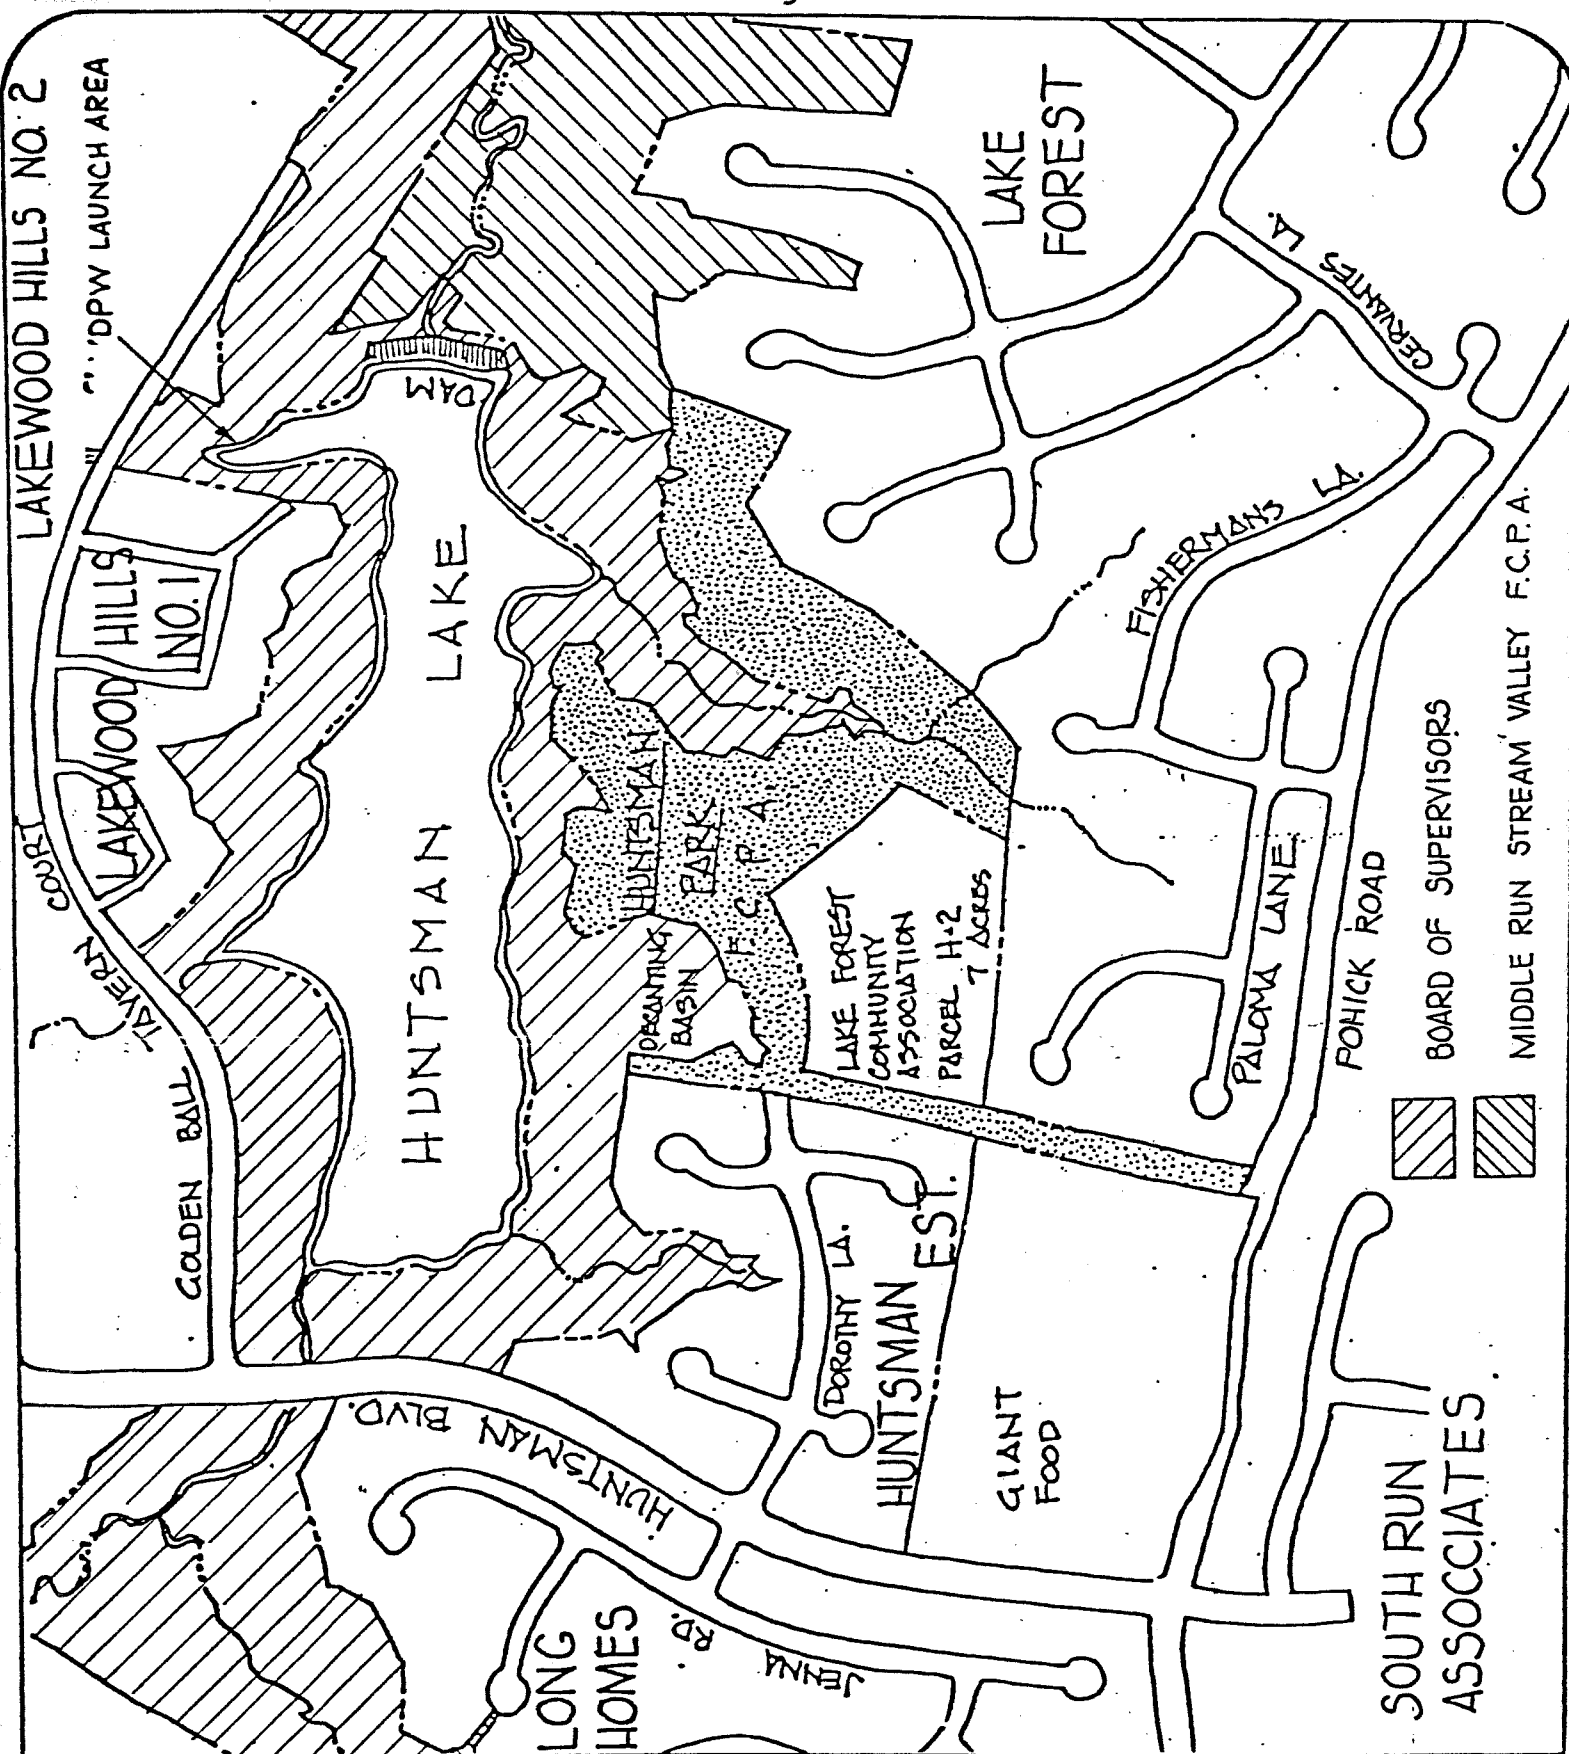 LAKEWOOD HILLS NO. 2
DPW LAUNCH AREA
LAKEWOOD HILLS
NO. 1
GOLDEN BALL
TAVERN
COURT
HUNTSMAN LAKE
DAM
LAKE
FOREST
CERVANTES LA.
FISHERMANS LA.
HUNTSMAN
PARK
F. C. P. A.
DECANTING
BASIN
LAKE FOREST
COMMUNITY
ASSOCIATION
PARCEL H-2
7 ACRES
PALOMA LANE
POHICK ROAD
DOROTHY LA.
HUNTSMAN
EST.
GIANT
FOOD
HUNTSMAN BLVD.
JENNA RD.
LONG
HOMES
SOUTH RUN
ASSOCCIATES
BOARD OF SUPERVISORS
MIDDLE RUN STREAM VALLEY F.C.P.A.